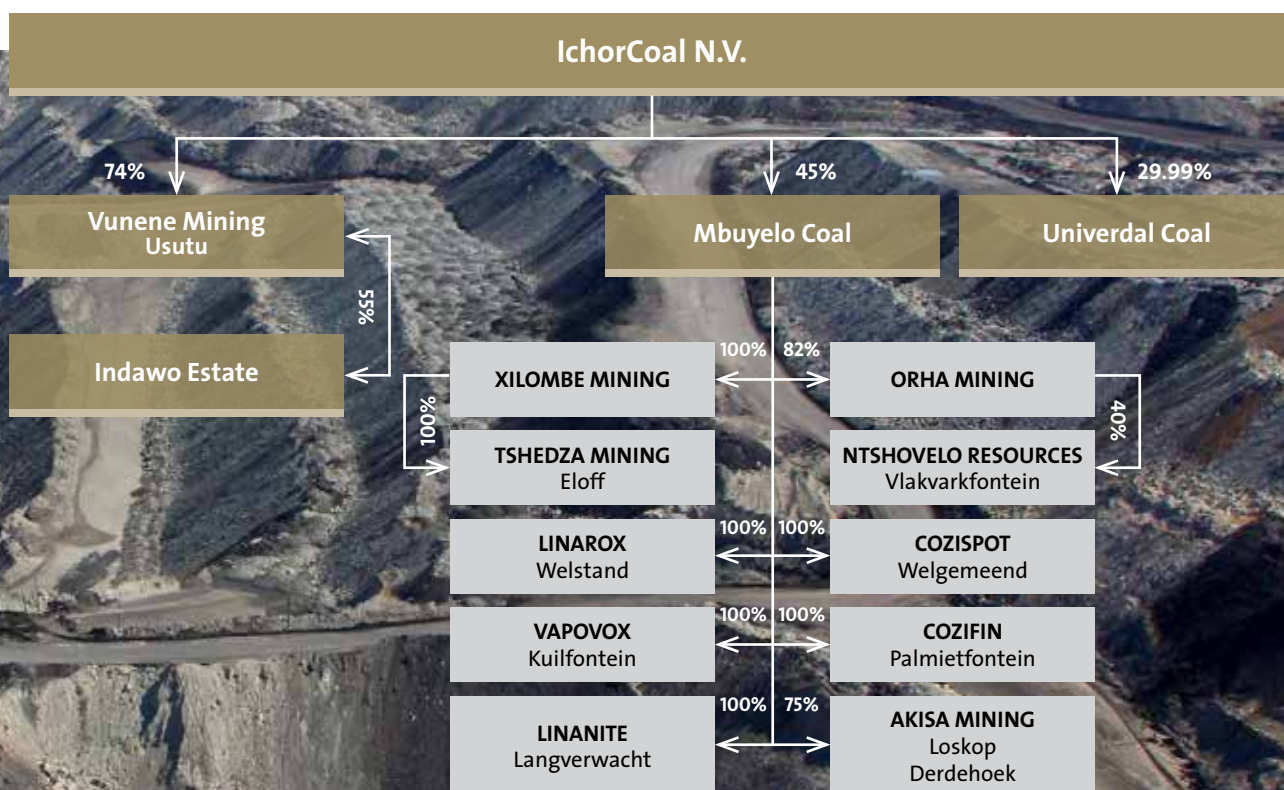 IchorCoal N.V.
74%
45%
29.99%
Vunene Mining
Usutu
Mbuyelo Coal
Univerdal Coal
55%
Indawo Estate
100% 82%
XILOMBE MINING
ORHA MINING
100%
40%
TSHEDZA MINING
Eloff
NTSHOVELO RESOURCES
Vlakvarkfontein
100% 100%
LINAROX
Welstand
COZISPOT
Welgemeend
100% 100%
VAPOVOX
Kuilfontein
COZIFIN
Palmietfontein
100% 75%
LINANITE
Langverwacht
AKISA MINING
Loskop
Derdehoek